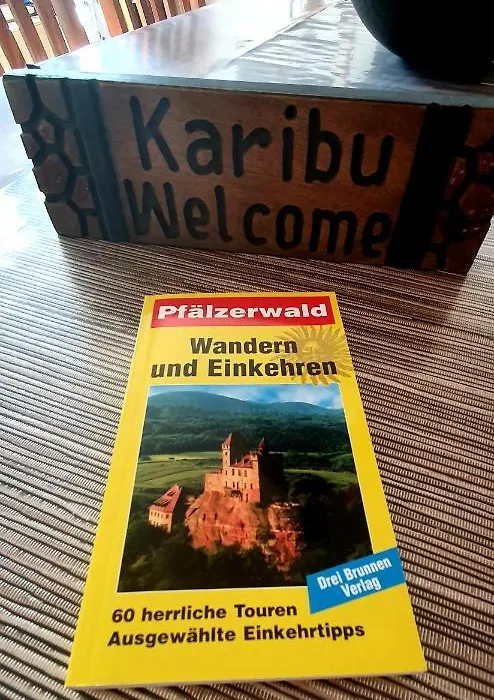 Karibu
Welcome
Pfälzerwald
Wandern
und Einkehren
Drei Brunnen
Verlag
60 herrliche Touren
Ausgewählte Einkehrtipps